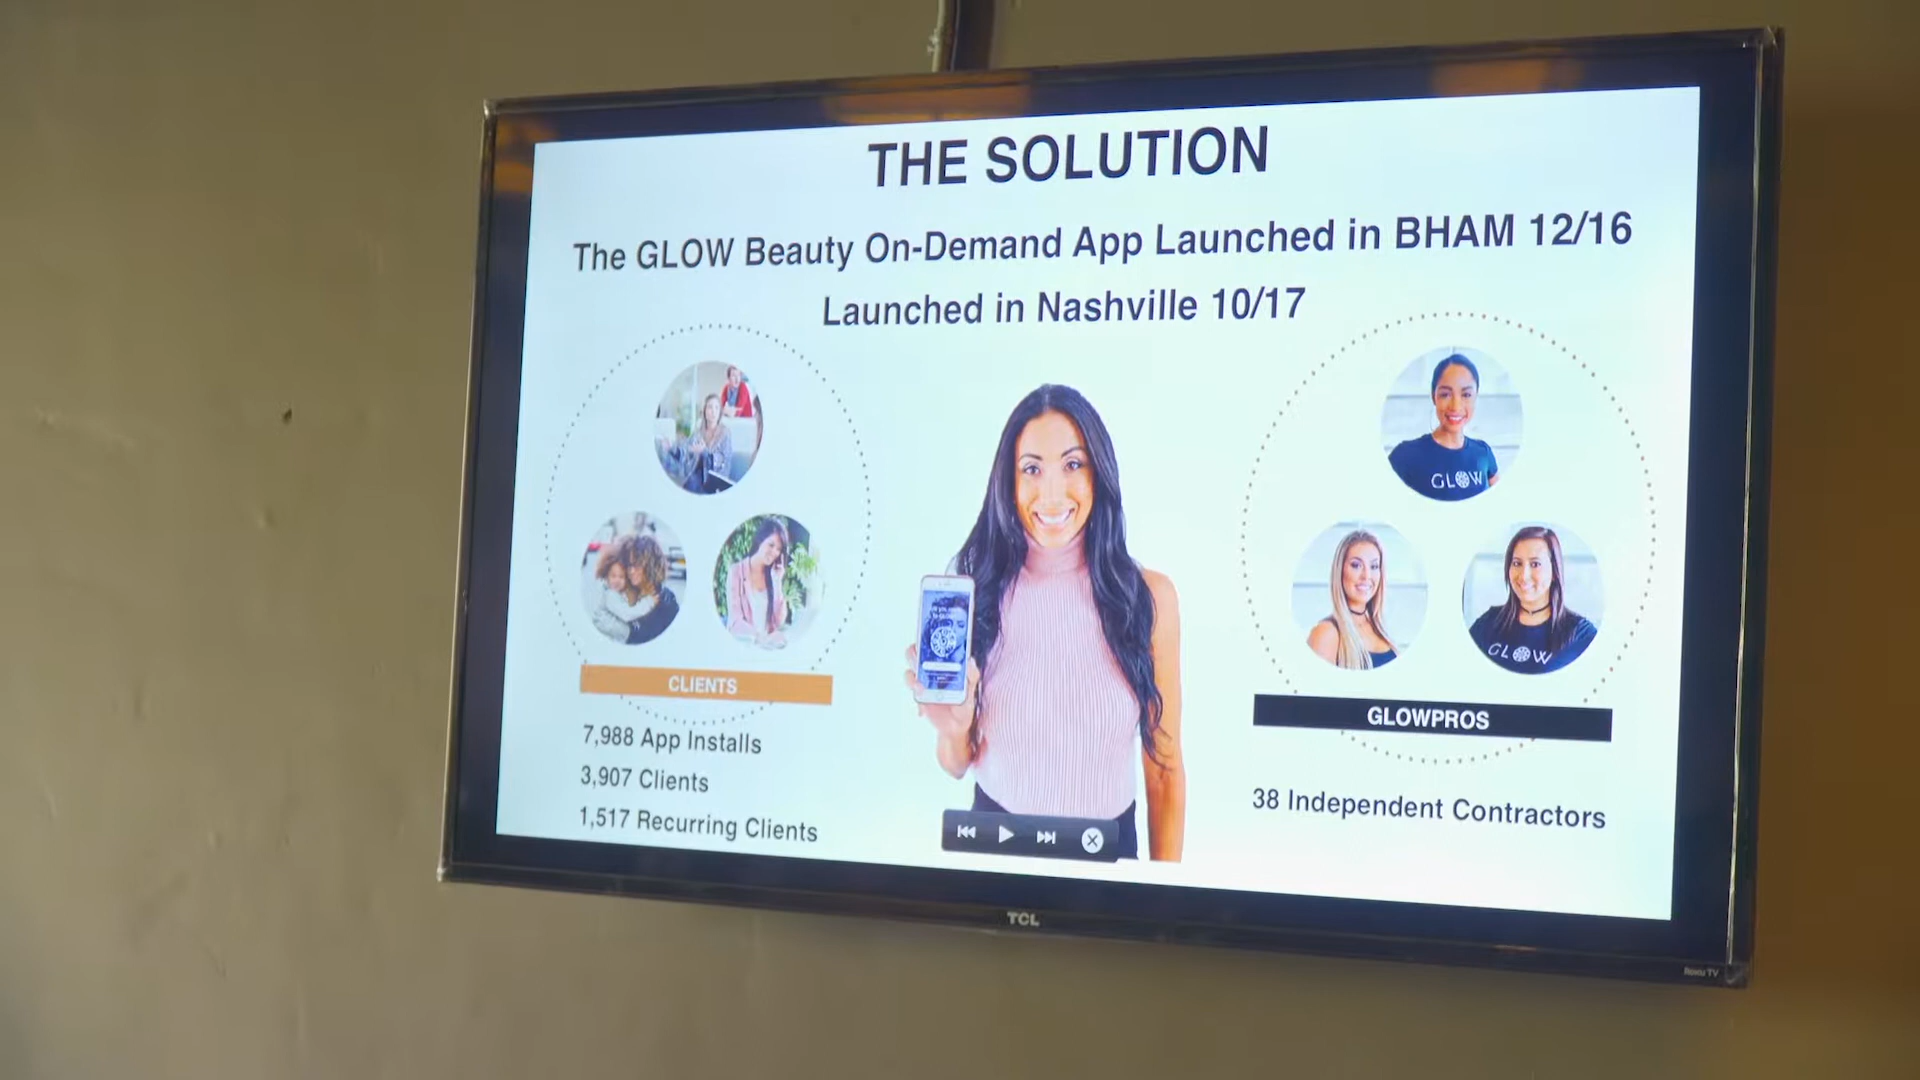 THE SOLUTION
The GLOW Beauty On-Demand App Launched in BHAM 12/16
Launched in Nashville 10/17
GLOW
GLOW
CLIENTS
GLOWPROS
7,988 App Installs
3,907 Clients
1,517 Recurring Clients
38 Independent Contractors
TCL
Roku TV